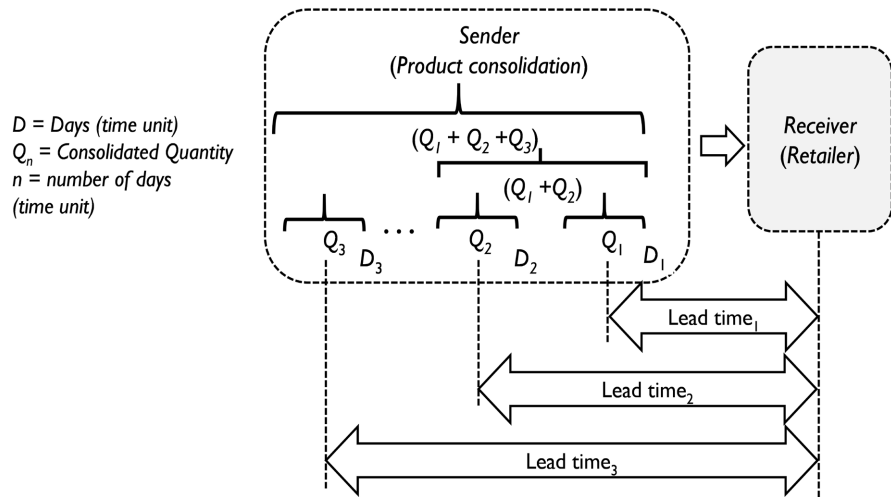 Sender
(Product consolidation)
D = Days (time unit)
Qₙ = Consolidated Quantity
n = number of days
(time unit)
Receiver
(Retailer)
(Q₁ + Q₂ +Q₃)
(Q₁ +Q₂)
Q₃ ... Q₂ Q₁
D₃ D₂ D₁
Lead time₁
Lead time₂
Lead time₃